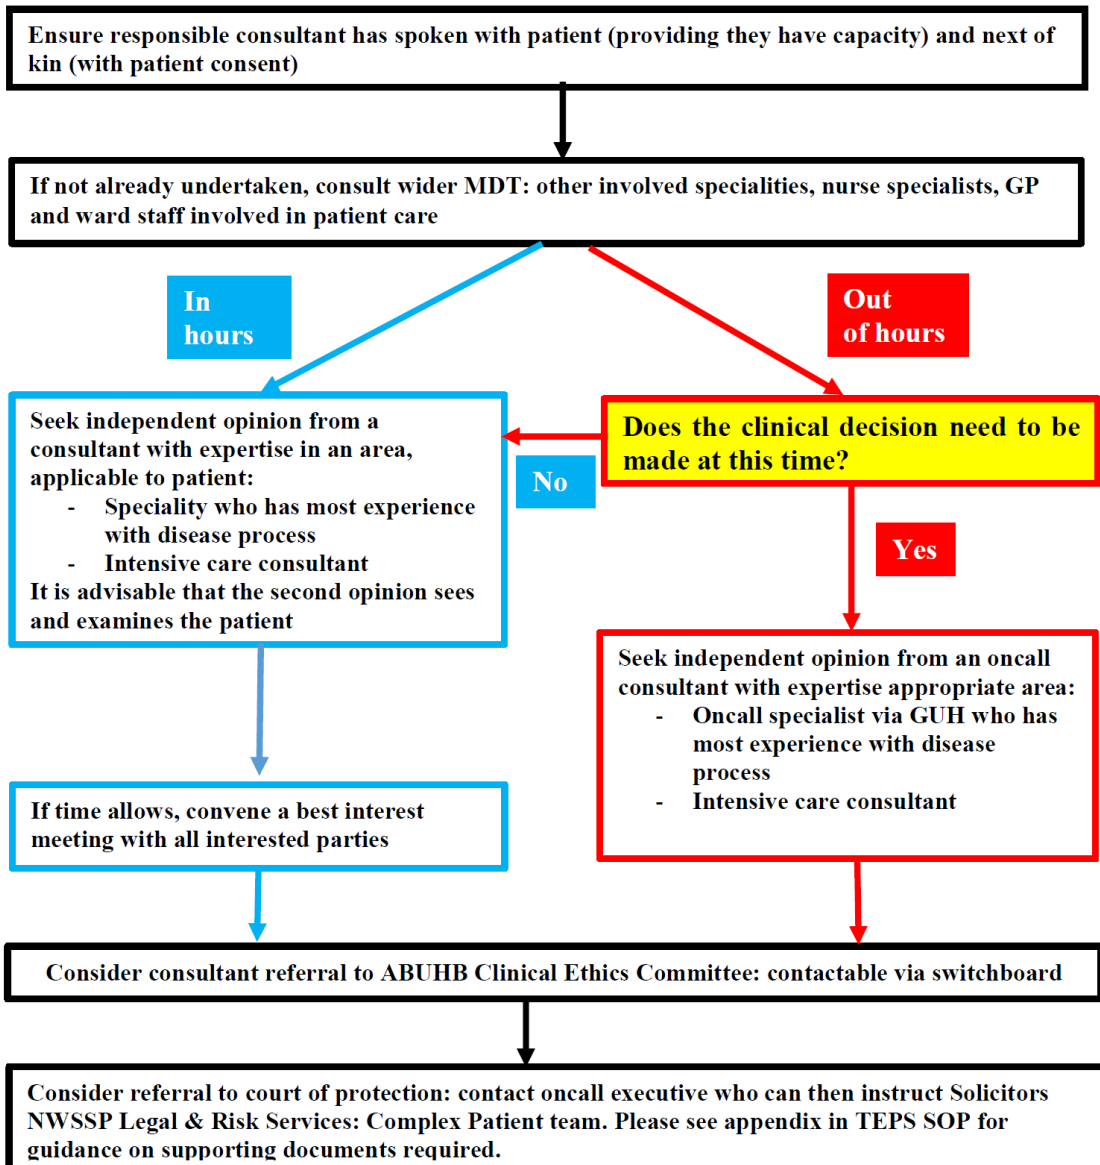 Ensure responsible consultant has spoken with patient (providing they have capacity) and next of
kin (with patient consent)
If not already undertaken, consult wider MDT: other involved specialities, nurse specialists, GP
and ward staff involved in patient care
In
hours
Out
of hours
Seek independent opinion from a
consultant with expertise in an area,
applicable to patient:
- Speciality who has most experience
with disease process
- Intensive care consultant
It is advisable that the second opinion sees
and examines the patient
Does the clinical decision need to be
made at this time?
No
Yes
Seek independent opinion from an oncall
consultant with expertise appropriate area:
- Oncall specialist via GUH who has
most experience with disease
process
- Intensive care consultant
If time allows, convene a best interest
meeting with all interested parties
Consider consultant referral to ABUHB Clinical Ethics Committee: contactable via switchboard
Consider referral to court of protection: contact oncall executive who can then instruct Solicitors
NWSSP Legal & Risk Services: Complex Patient team. Please see appendix in TEPS SOP for
guidance on supporting documents required.